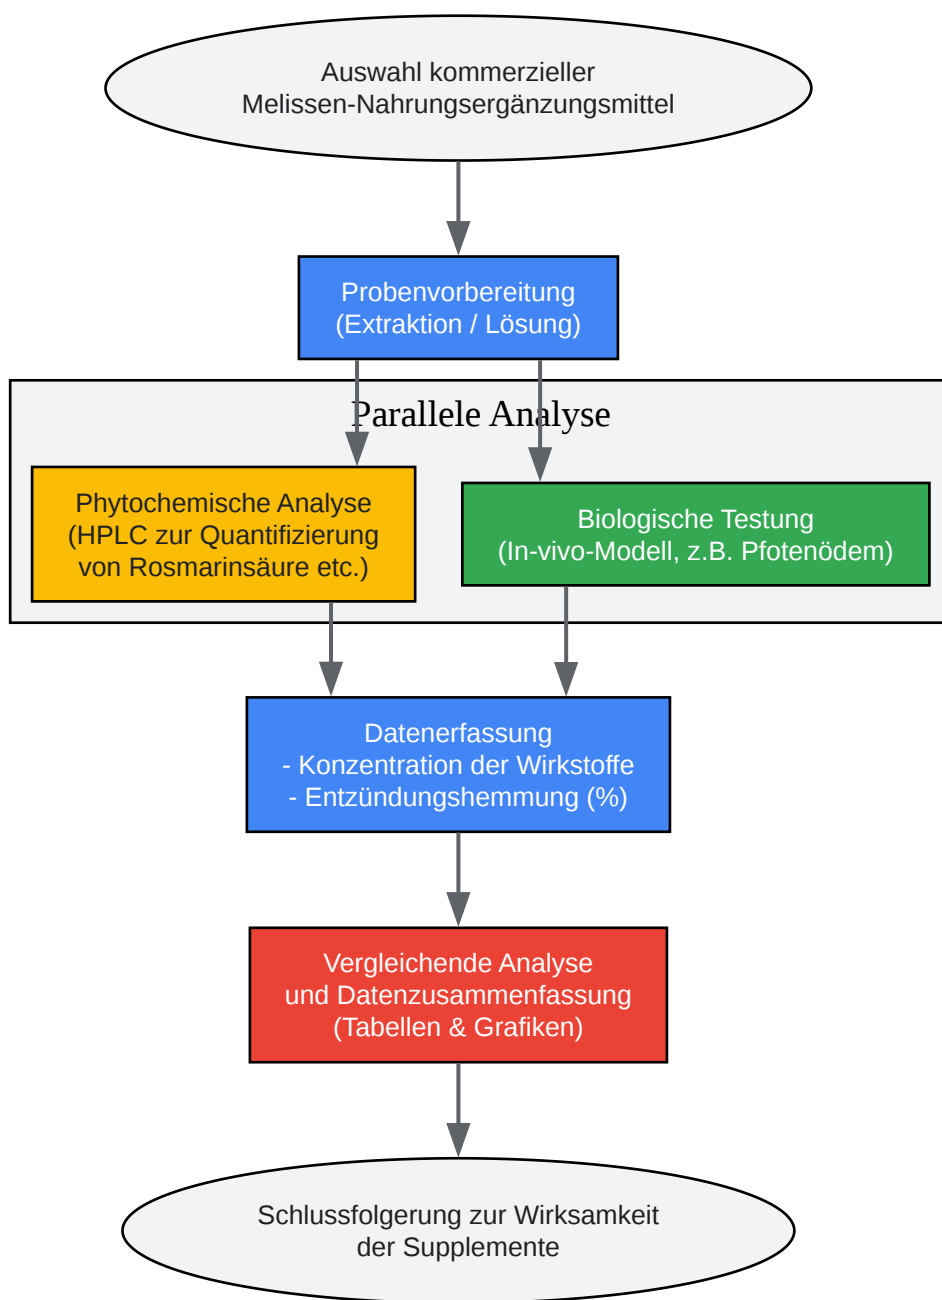 Auswahl kommerzieller
Melissen-Nahrungsergänzungsmittel
Probenvorbereitung
(Extraktion / Lösung)
Parallele Analyse
Phytochemische Analyse
(HPLC zur Quantifizierung
von Rosmarinsäure etc.)
Biologische Testung
(In-vivo-Modell, z.B. Pfotenödem)
Datenerfassung
- Konzentration der Wirkstoffe
- Entzündungshemmung (%)
Vergleichende Analyse
und Datenzusammenfassung
(Tabellen & Grafiken)
Schlussfolgerung zur Wirksamkeit
der Supplemente